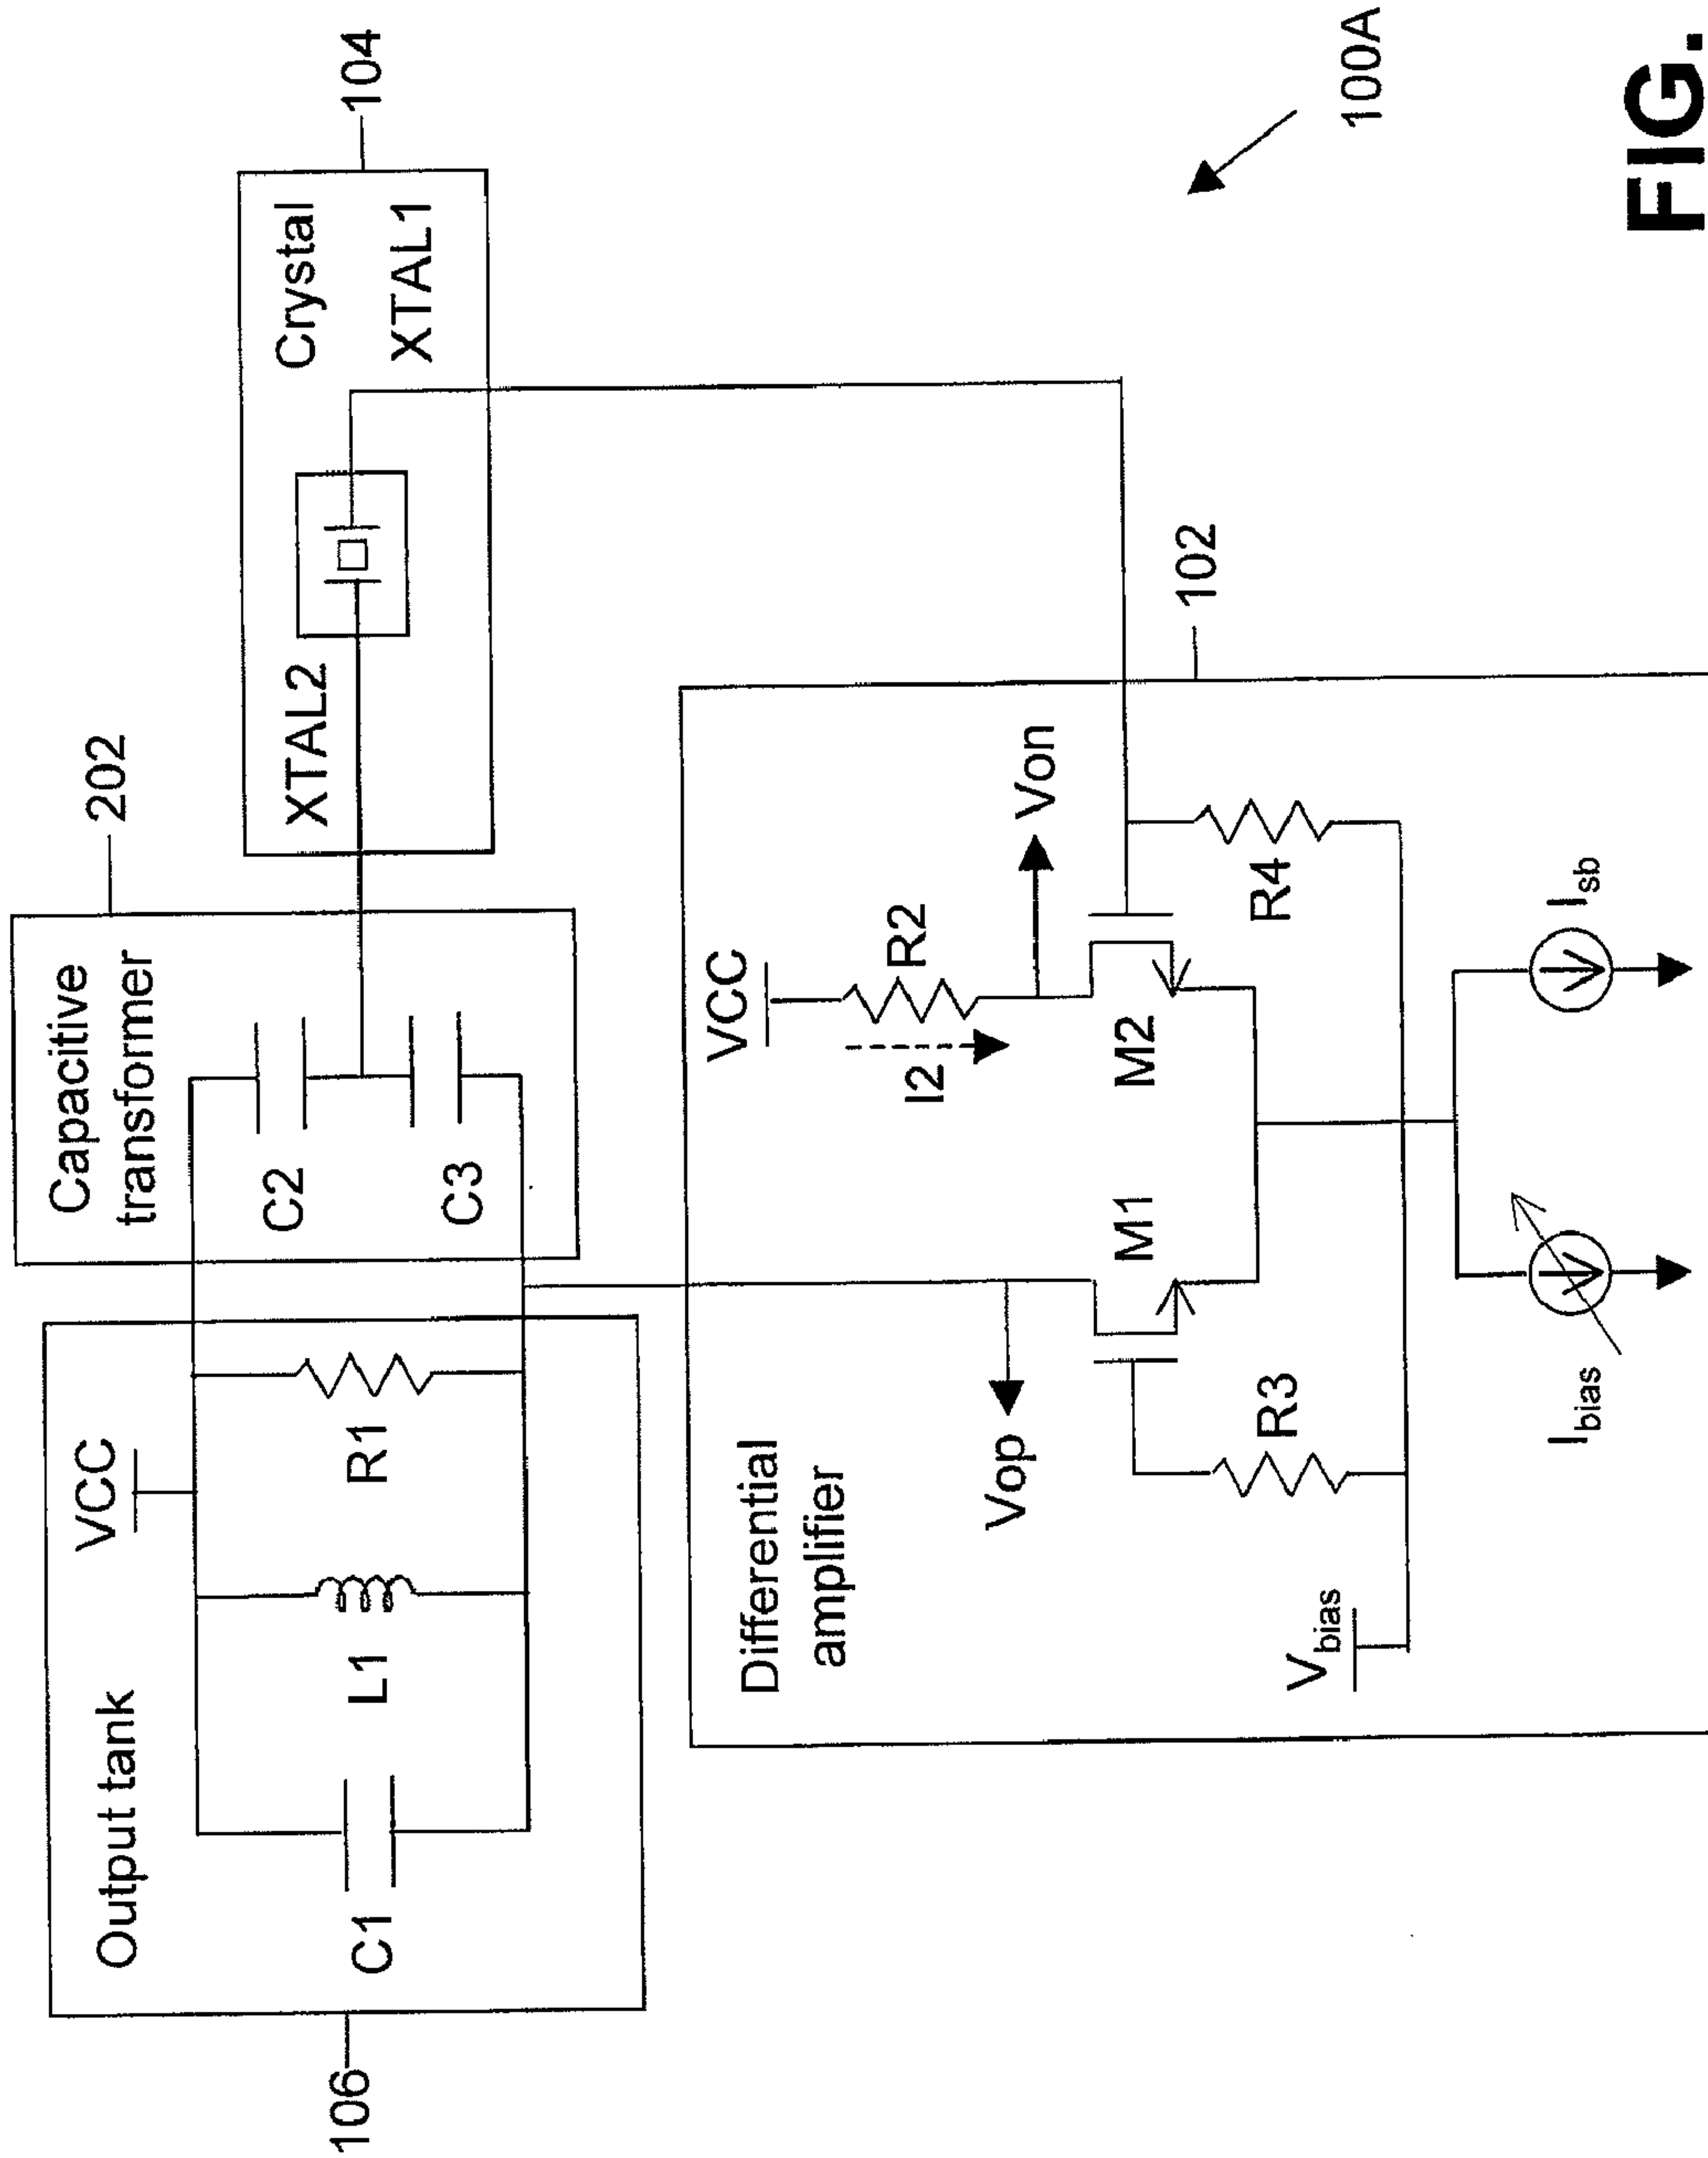 106
Output tank
VCC
C1
L1
R1
Capacitive
transformer
202
C2
C3
XTAL2
Crystal
XTAL1
104
Differential
amplifier
102
VCC
R2
I2
Von
Vop
M1
M2
R3
R4
Vbias
Ibias
Isb
100A
FIG.